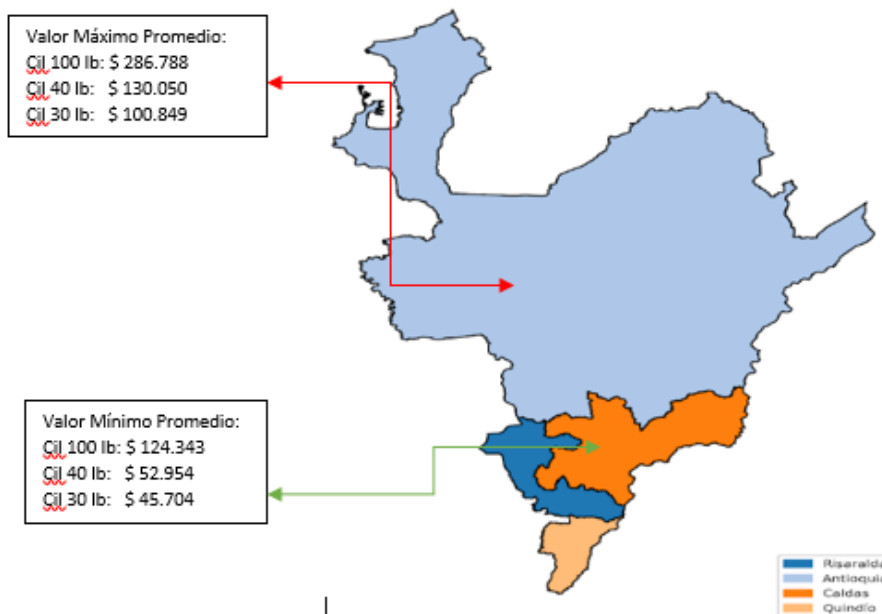 Valor Máximo Promedio:
Cil 100 lb: $ 286.788
Cil 40 lb: $ 130.050
Cil 30 lb: $ 100.849
Valor Mínimo Promedio:
Cil 100 lb: $ 124.343
Cil 40 lb: $ 52.954
Cil 30 lb: $ 45.704
Risaralda
Antioquia
Caldas
Quindío